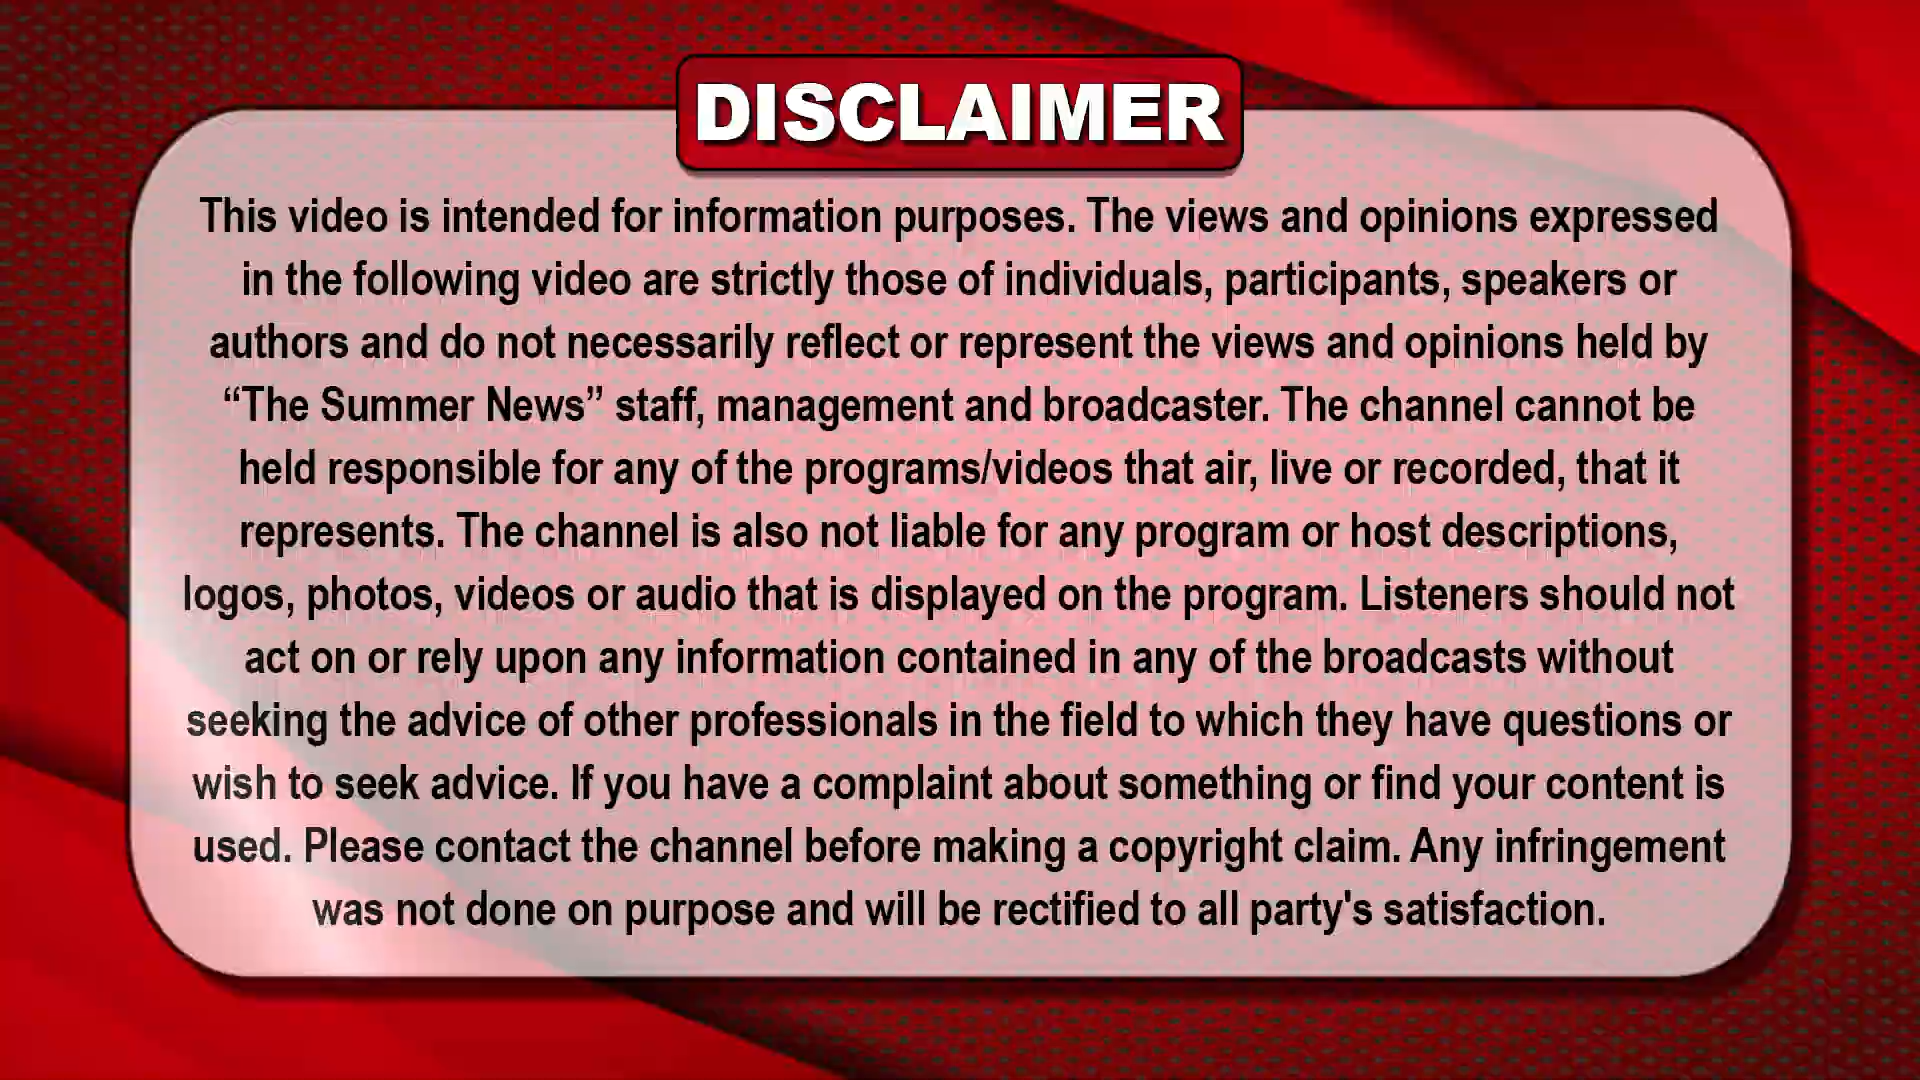 DISCLAIMER
This video is intended for information purposes. The views and opinions expressed
in the following video are strictly those of individuals, participants, speakers or
authors and do not necessarily reflect or represent the views and opinions held by
“The Summer News” staff, management and broadcaster. The channel cannot be
held responsible for any of the programs/videos that air, live or recorded, that it
represents. The channel is also not liable for any program or host descriptions,
logos, photos, videos or audio that is displayed on the program. Listeners should not
act on or rely upon any information contained in any of the broadcasts without
seeking the advice of other professionals in the field to which they have questions or
wish to seek advice. If you have a complaint about something or find your content is
used. Please contact the channel before making a copyright claim. Any infringement
was not done on purpose and will be rectified to all party's satisfaction.